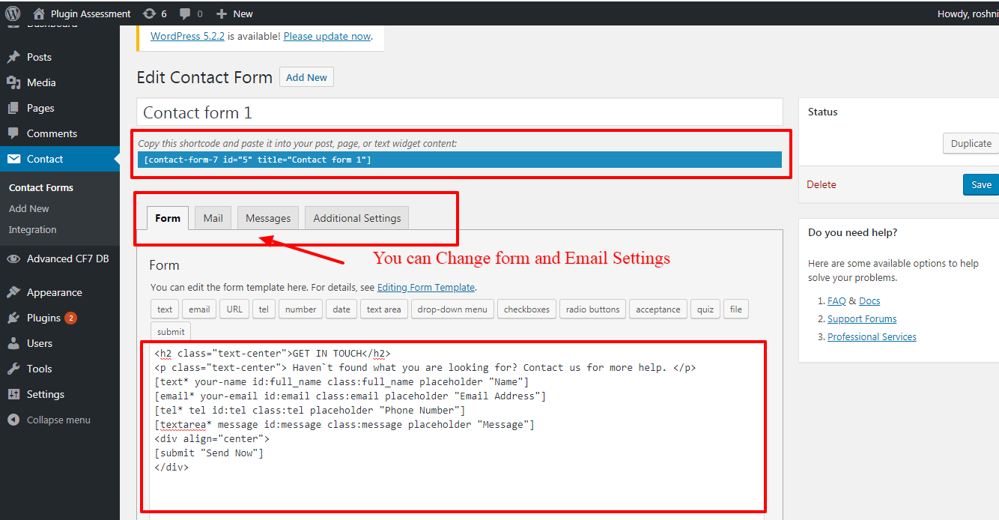 Plugin Assessment 6 0 New Howdy, roshni
Dashboard
Posts
Media
Pages
Comments
Contact
Contact Forms
Add New
Integration
Advanced CF7 DB
Appearance
Plugins 2
Users
Tools
Settings
Collapse menu
WordPress 5.2.2 is available! Please update now.
Edit Contact Form Add New
Contact form 1
Copy this shortcode and paste it into your post, page, or text widget content:
[contact-form-7 id="5" title="Contact form 1"]
Form Mail Messages Additional Settings
You can Change form and Email Settings
Form
You can edit the form template here. For details, see Editing Form Template.
text email URL tel number date text area drop-down menu checkboxes radio buttons acceptance quiz file
submit
<h2 class="text-center">GET IN TOUCH</h2>
<p class="text-center"> Haven`t found what you are looking for? Contact us for more help. </p>
[text* your-name id:full_name class:full_name placeholder "Name"]
[email* your-email id:email class:email placeholder "Email Address"]
[tel* tel id:tel class:tel placeholder "Phone Number"]
[textarea* message id:message class:message placeholder "Message"]
<div align="center">
[submit "Send Now"]
</div>
Status
Duplicate
Delete Save
Do you need help?
Here are some available options to help
solve your problems.
1. FAQ & Docs
2. Support Forums
3. Professional Services